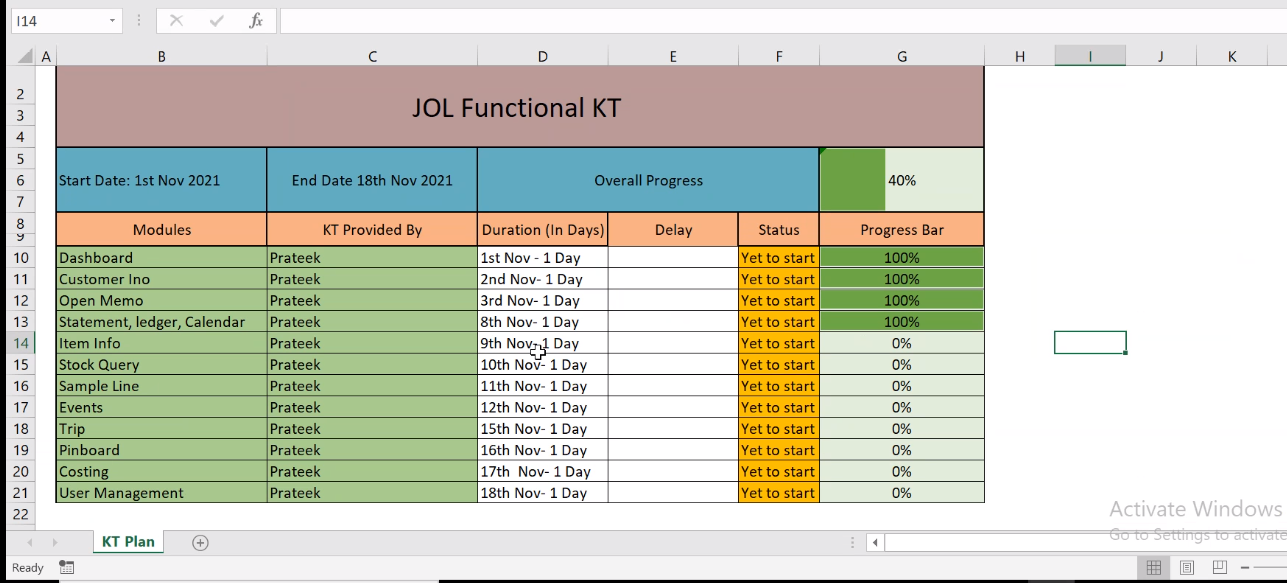 I14 fx
A B C D E F G H I J K
2
JOL Functional KT
3
4
5
6 Start Date: 1st Nov 2021 End Date 18th Nov 2021 Overall Progress 40%
7
8 Modules KT Provided By Duration (In Days) Delay Status Progress Bar
9
10 Dashboard Prateek 1st Nov - 1 Day Yet to start 100%
11 Customer Ino Prateek 2nd Nov- 1 Day Yet to start 100%
12 Open Memo Prateek 3rd Nov- 1 Day Yet to start 100%
13 Statement, ledger, Calendar Prateek 8th Nov- 1 Day Yet to start 100%
14 Item Info Prateek 9th Nov- 1 Day Yet to start 0%
15 Stock Query Prateek 10th Nov- 1 Day Yet to start 0%
16 Sample Line Prateek 11th Nov- 1 Day Yet to start 0%
17 Events Prateek 12th Nov- 1 Day Yet to start 0%
18 Trip Prateek 15th Nov- 1 Day Yet to start 0%
19 Pinboard Prateek 16th Nov- 1 Day Yet to start 0%
20 Costing Prateek 17th  Nov- 1 Day Yet to start 0%
21 User Management Prateek 18th Nov- 1 Day Yet to start 0%
22
Activate Windows
Go to Settings to activate
KT Plan
Ready